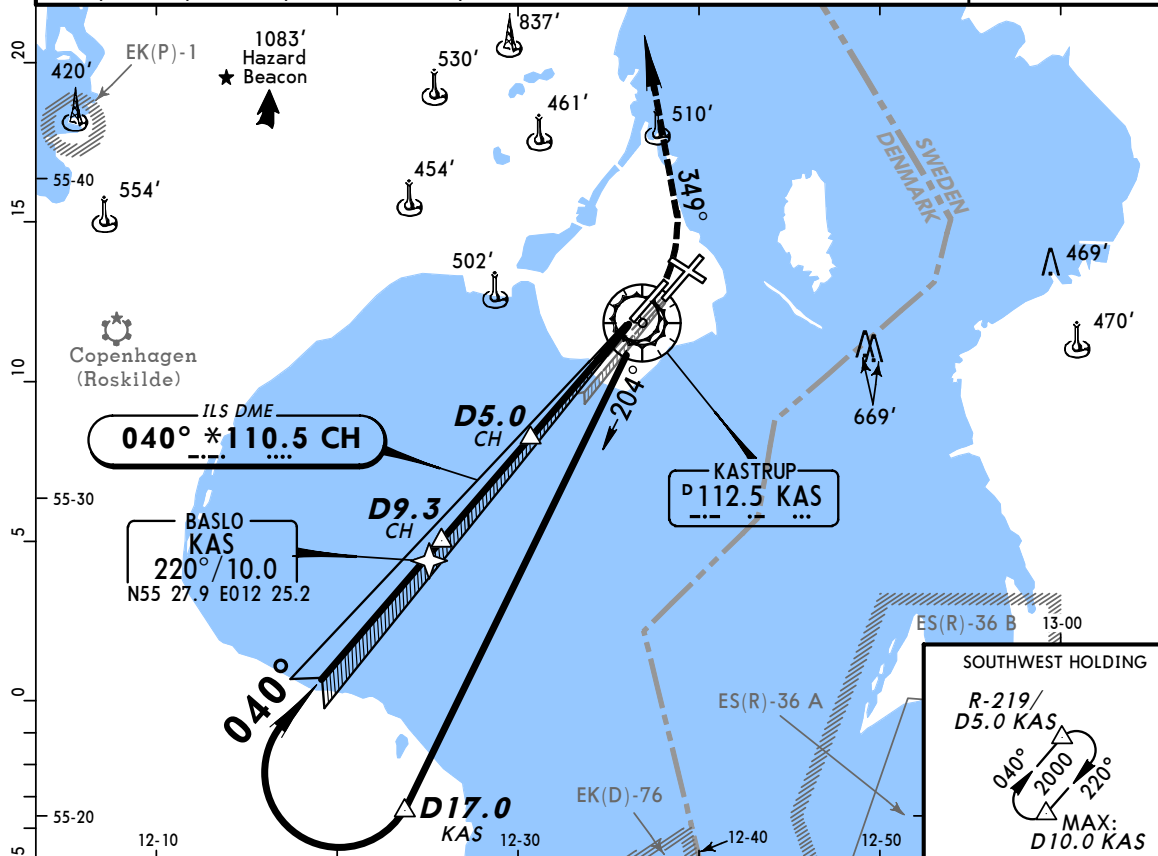 20
EK(P)-1
420'
1083'
Hazard
Beacon
837'
530'
461'
510'
55-40
554'
454'
15
349°
SWEDEN
DENMARK
502'
469'
470'
669'
Copenhagen
(Roskilde)
10
ILS DME
040° *110.5 CH
D5.0
CH
204°
KASTRUP
D 112.5 KAS
55-30
5
D9.3
CH
BASLO
KAS
220°/10.0
N55 27.9 E012 25.2
040°
0
ES(R)-36 B
13-00
ES(R)-36 A
EK(D)-76
D17.0
KAS
55-20
5
12-10
12-30
12-40
12-50
SOUTHWEST HOLDING
R-219/
D5.0 KAS
040°
2000
220°
MAX:
D10.0 KAS